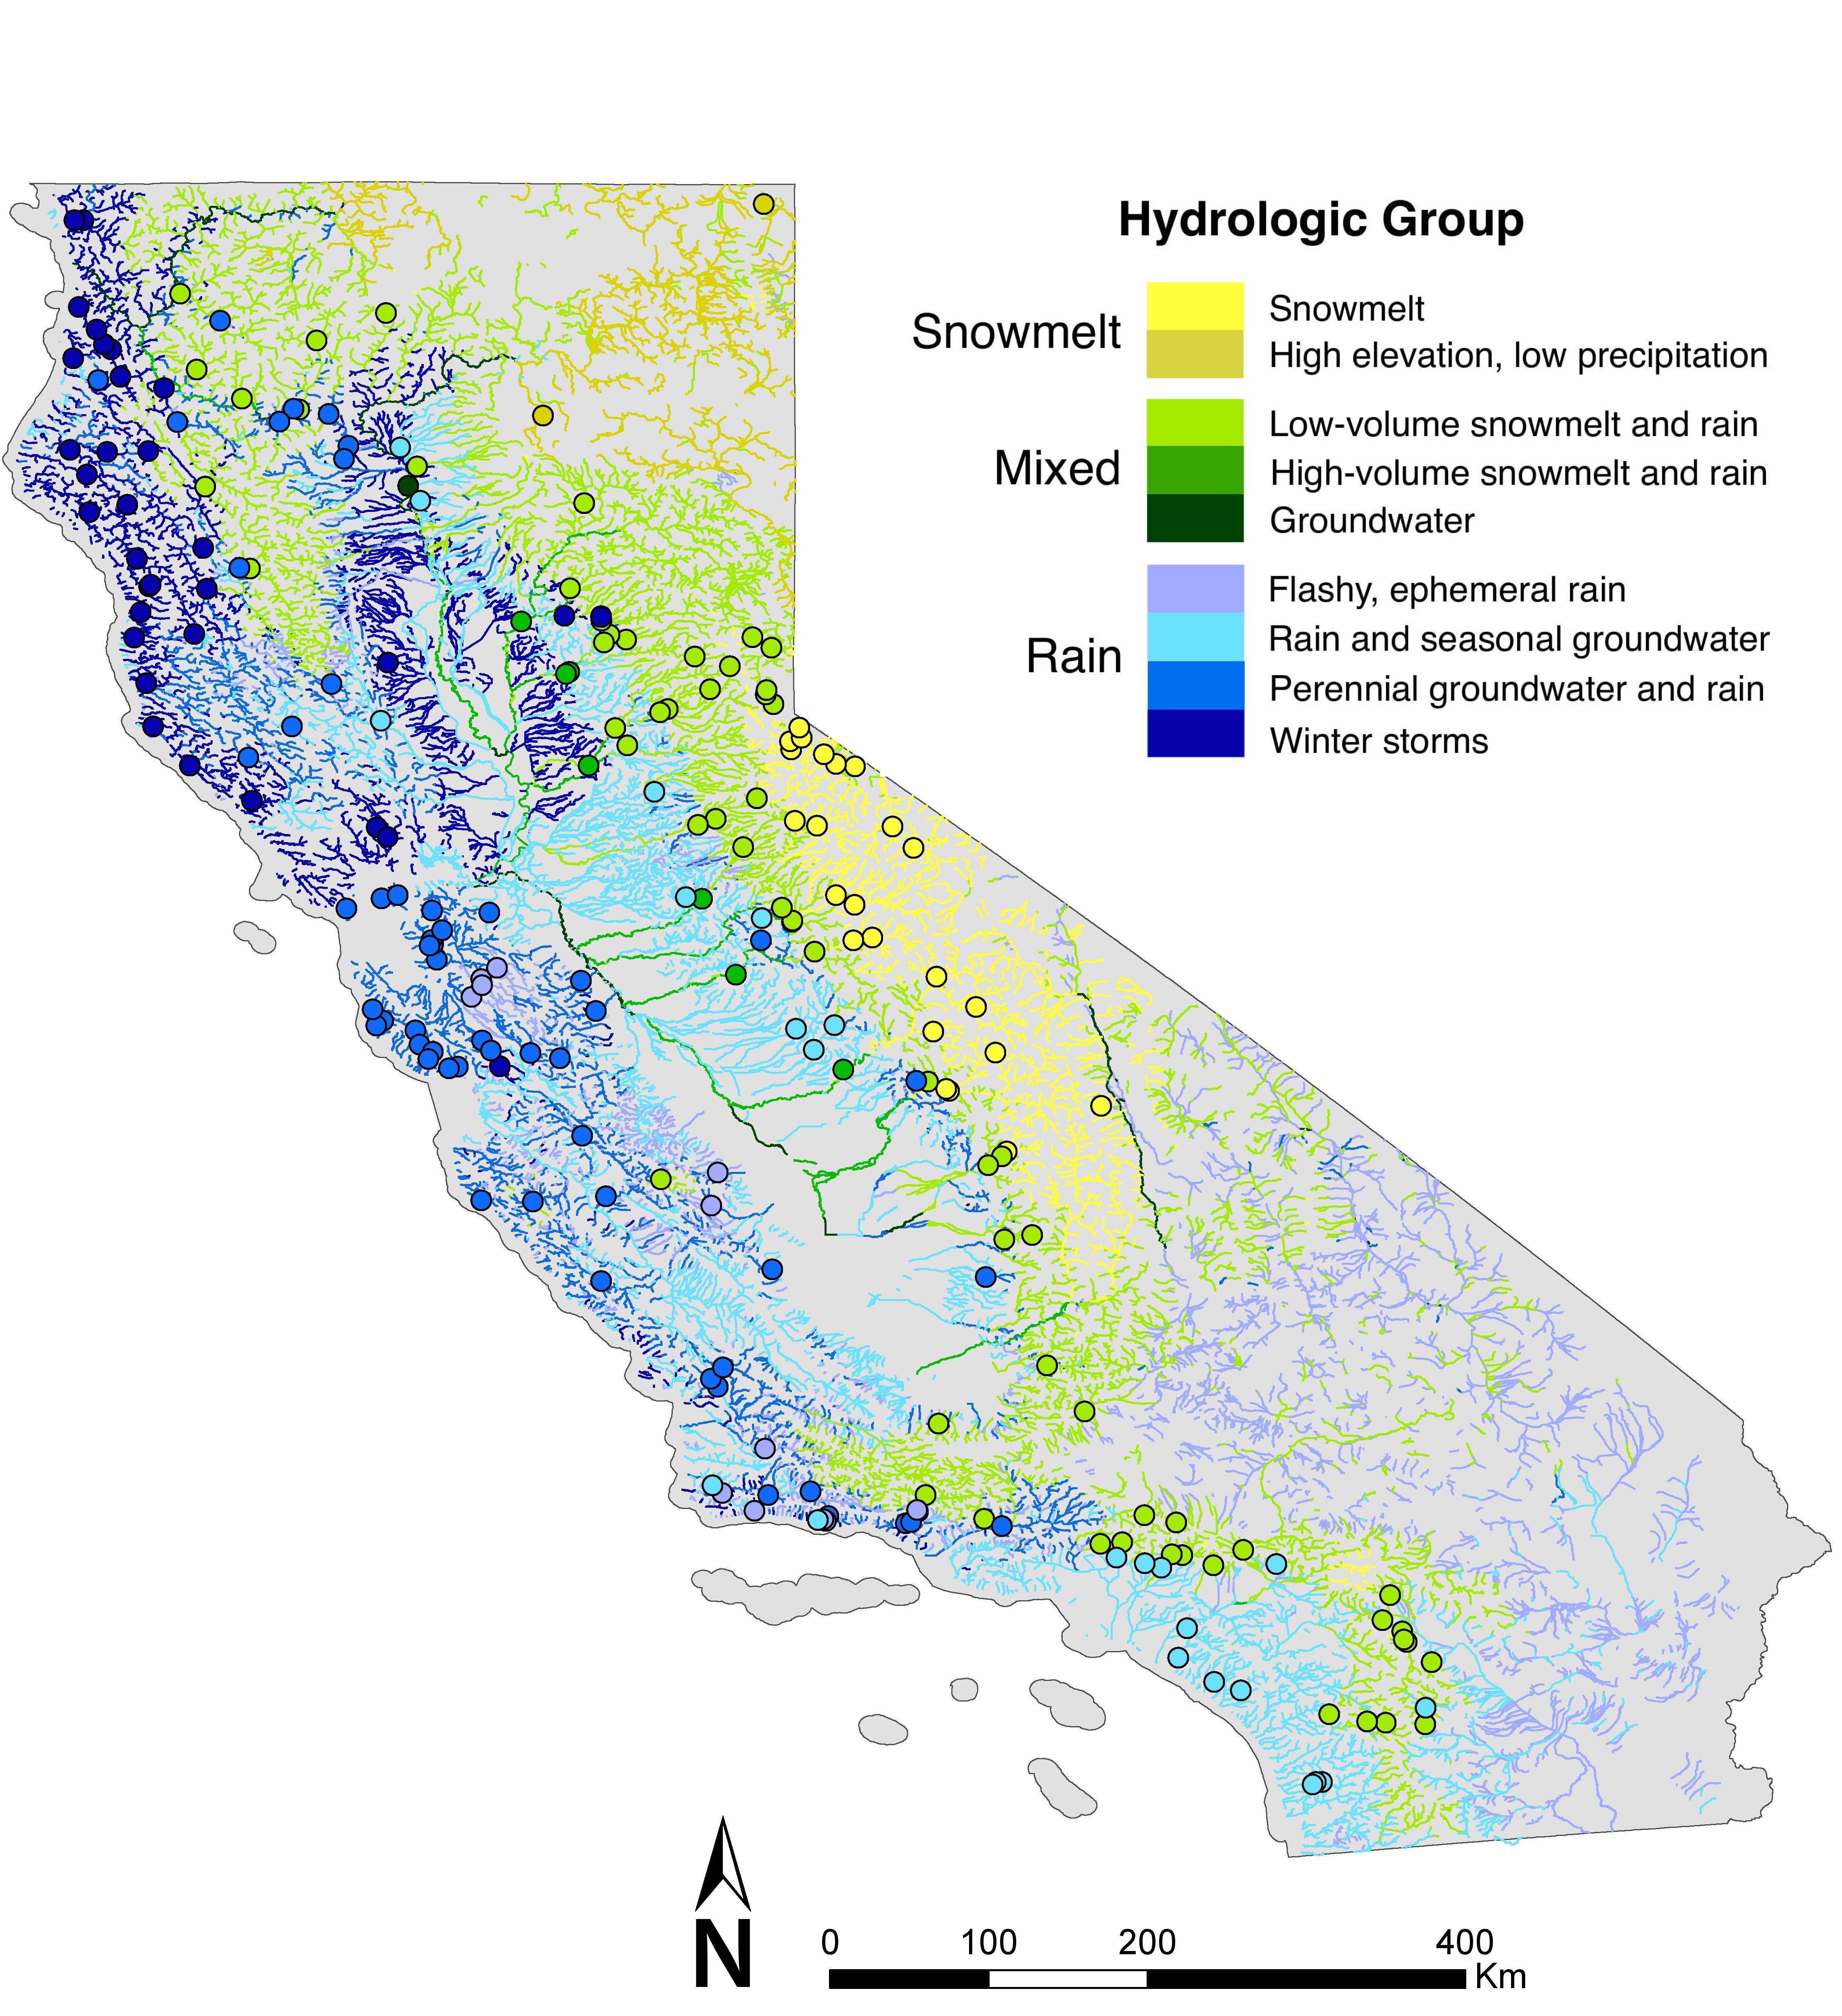 Hydrologic Group
Snowmelt
Snowmelt
High elevation, low precipitation
Mixed
Low-volume snowmelt and rain
High-volume snowmelt and rain
Groundwater
Rain
Flashy, ephemeral rain
Rain and seasonal groundwater
Perennial groundwater and rain
Winter storms
N
0 100 200 400
Km